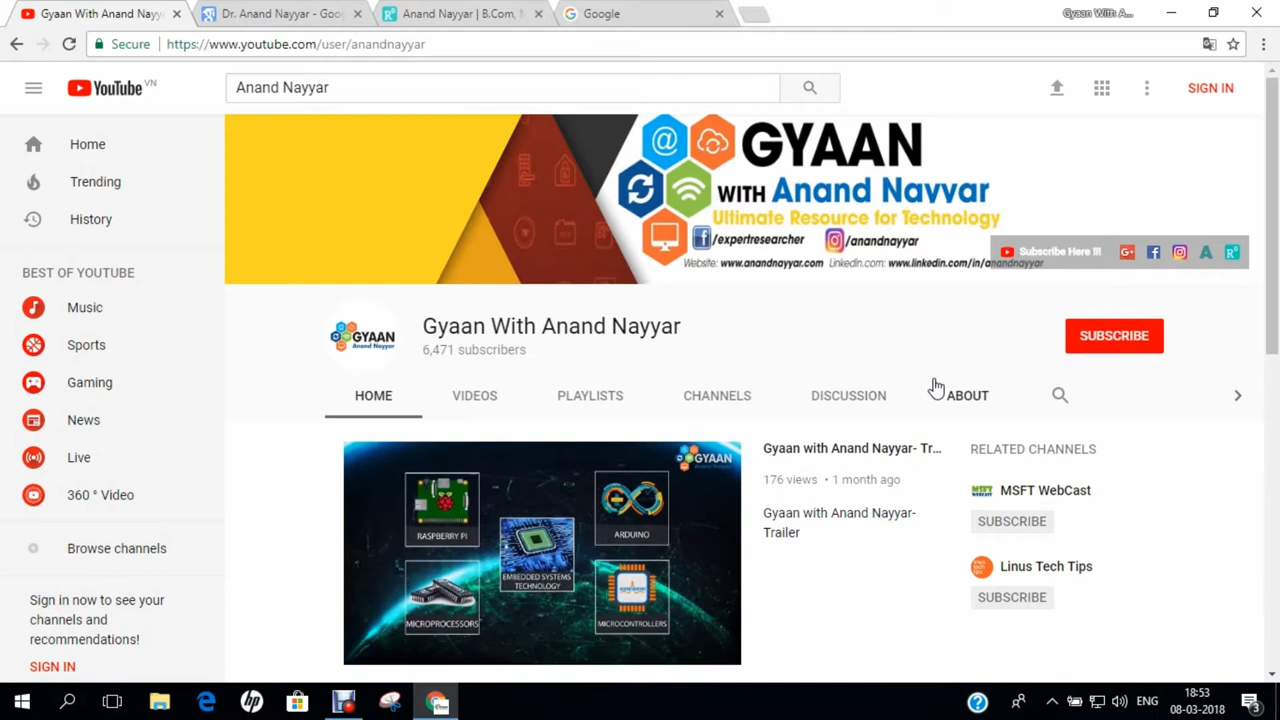 Gyaan With Anand Nayy
Dr. Anand Nayyar - Goo
Anand Nayyar | B.Com, M
Google
Gyaan With A...
Secure
https://www.youtube.com/user/anandnayyar
YouTube VN
Anand Nayyar
SIGN IN
Home
Trending
History
BEST OF YOUTUBE
Music
Sports
Gaming
News
Live
360 ° Video
Browse channels
Sign in now to see your
channels and
recommendations!
SIGN IN
GYAAN
WITH Anand Nayyar
Ultimate Resource for Technology
/expertresearcher
/anandnayyar
Website: www.anandnayyar.com LinkedIn.com: www.linkedin.com/in/anandnayyar
Subscribe Here !!!
GYAAN
Anand Nayyar
Gyaan With Anand Nayyar
6,471 subscribers
SUBSCRIBE
HOME
VIDEOS
PLAYLISTS
CHANNELS
DISCUSSION
ABOUT
GYAAN
Anand Nayyar
RASPBERRY PI
ARDUINO
EMBEDDED SYSTEMS
TECHNOLOGY
MICROPROCESSORS
MICROCONTROLLERS
Gyaan with Anand Nayyar- Tr...
176 views • 1 month ago
Gyaan with Anand Nayyar-
Trailer
RELATED CHANNELS
MSFT WebCast
SUBSCRIBE
Linus Tech Tips
SUBSCRIBE
ENG
18:53
08-03-2018
3